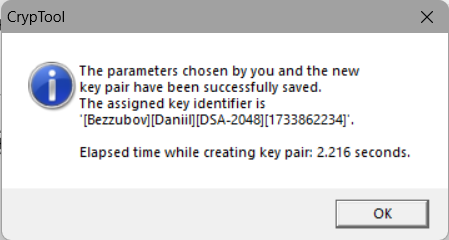 CrypTool
The parameters chosen by you and the new
key pair have been successfully saved.
The assigned key identifier is
'[Bezzubov][Daniil][DSA-2048][1733862234]'.
Elapsed time while creating key pair: 2.216 seconds.
OK